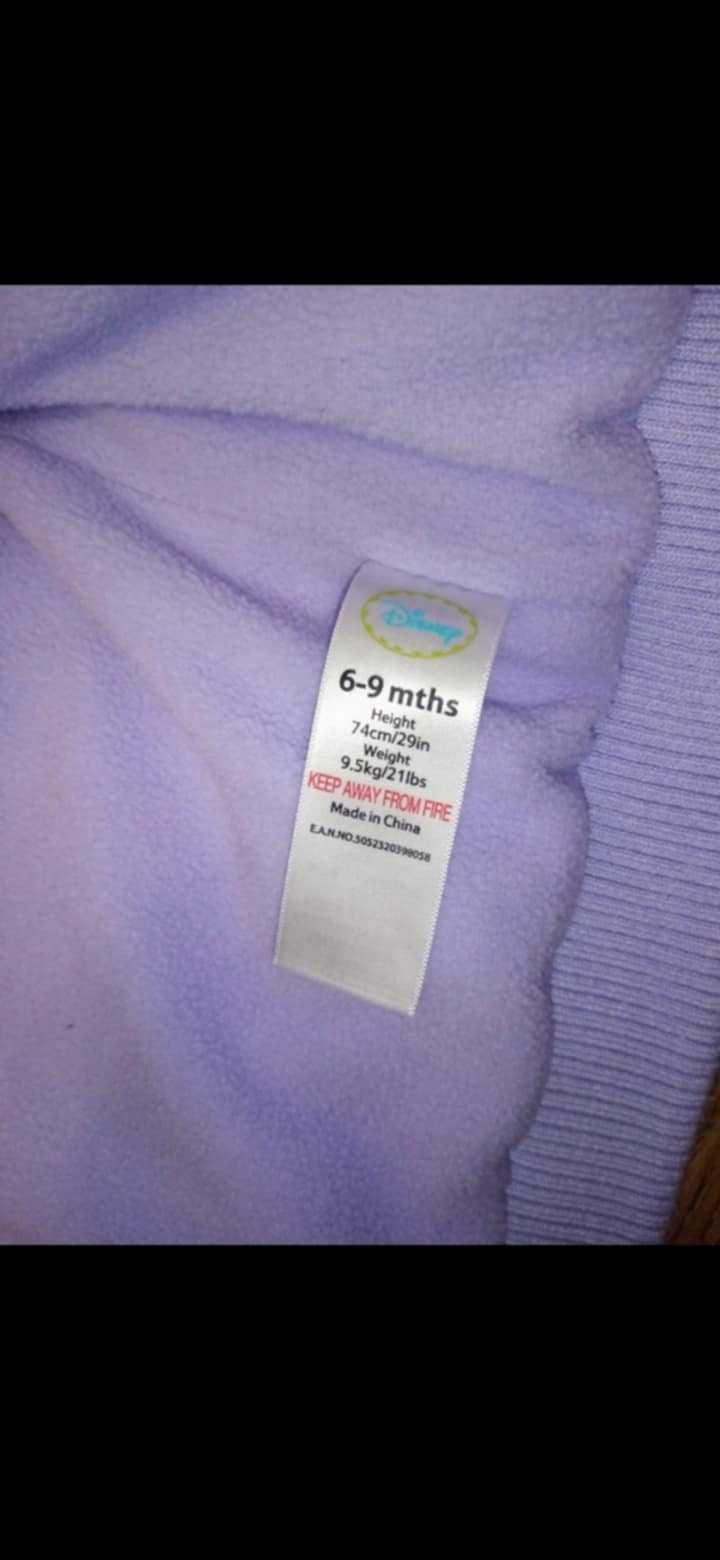 Disney
6-9 mths
Height
74cm/29in
Weight
9.5kg/21lbs
KEEP AWAY FROM FIRE
Made in China
E.A.N.NO.5052320399058